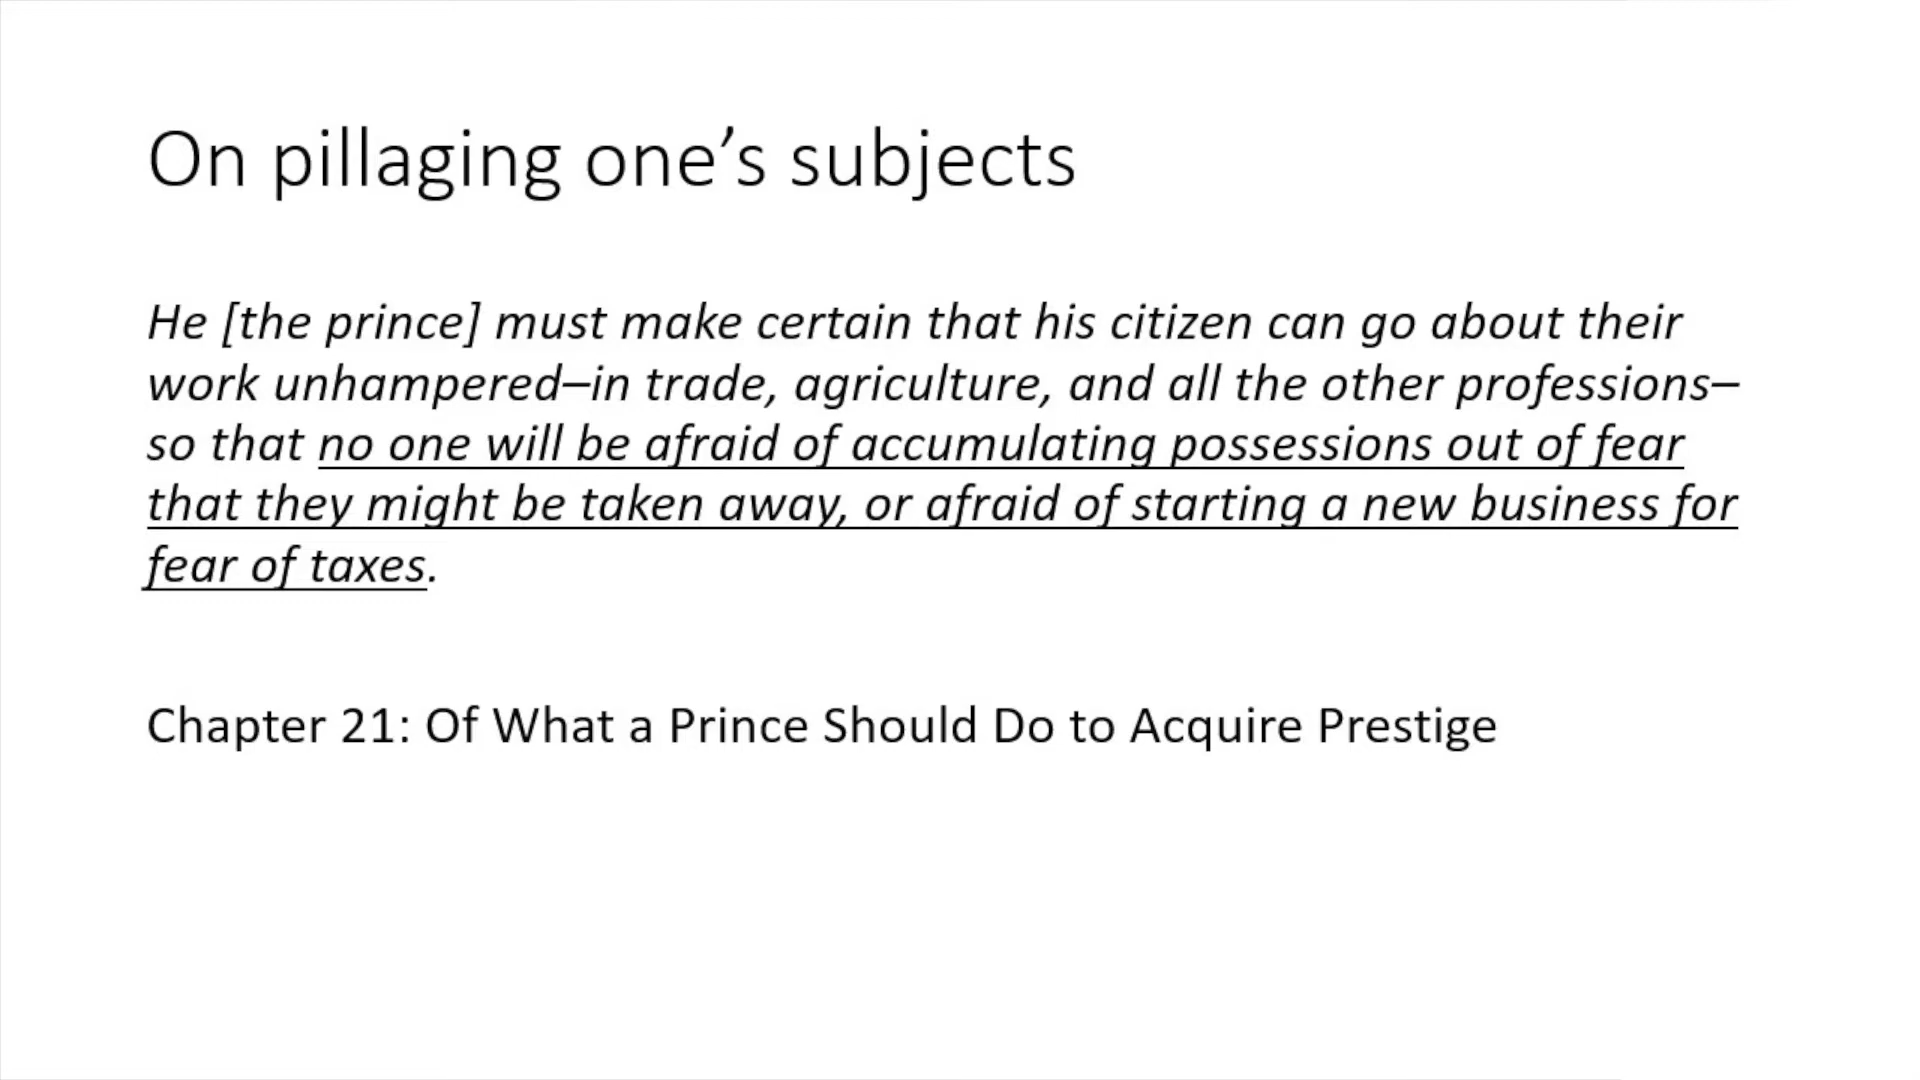 On pillaging one’s subjects
He [the prince] must make certain that his citizen can go about their
work unhampered–in trade, agriculture, and all the other professions–
so that no one will be afraid of accumulating possessions out of fear
that they might be taken away, or afraid of starting a new business for
fear of taxes.
Chapter 21: Of What a Prince Should Do to Acquire Prestige